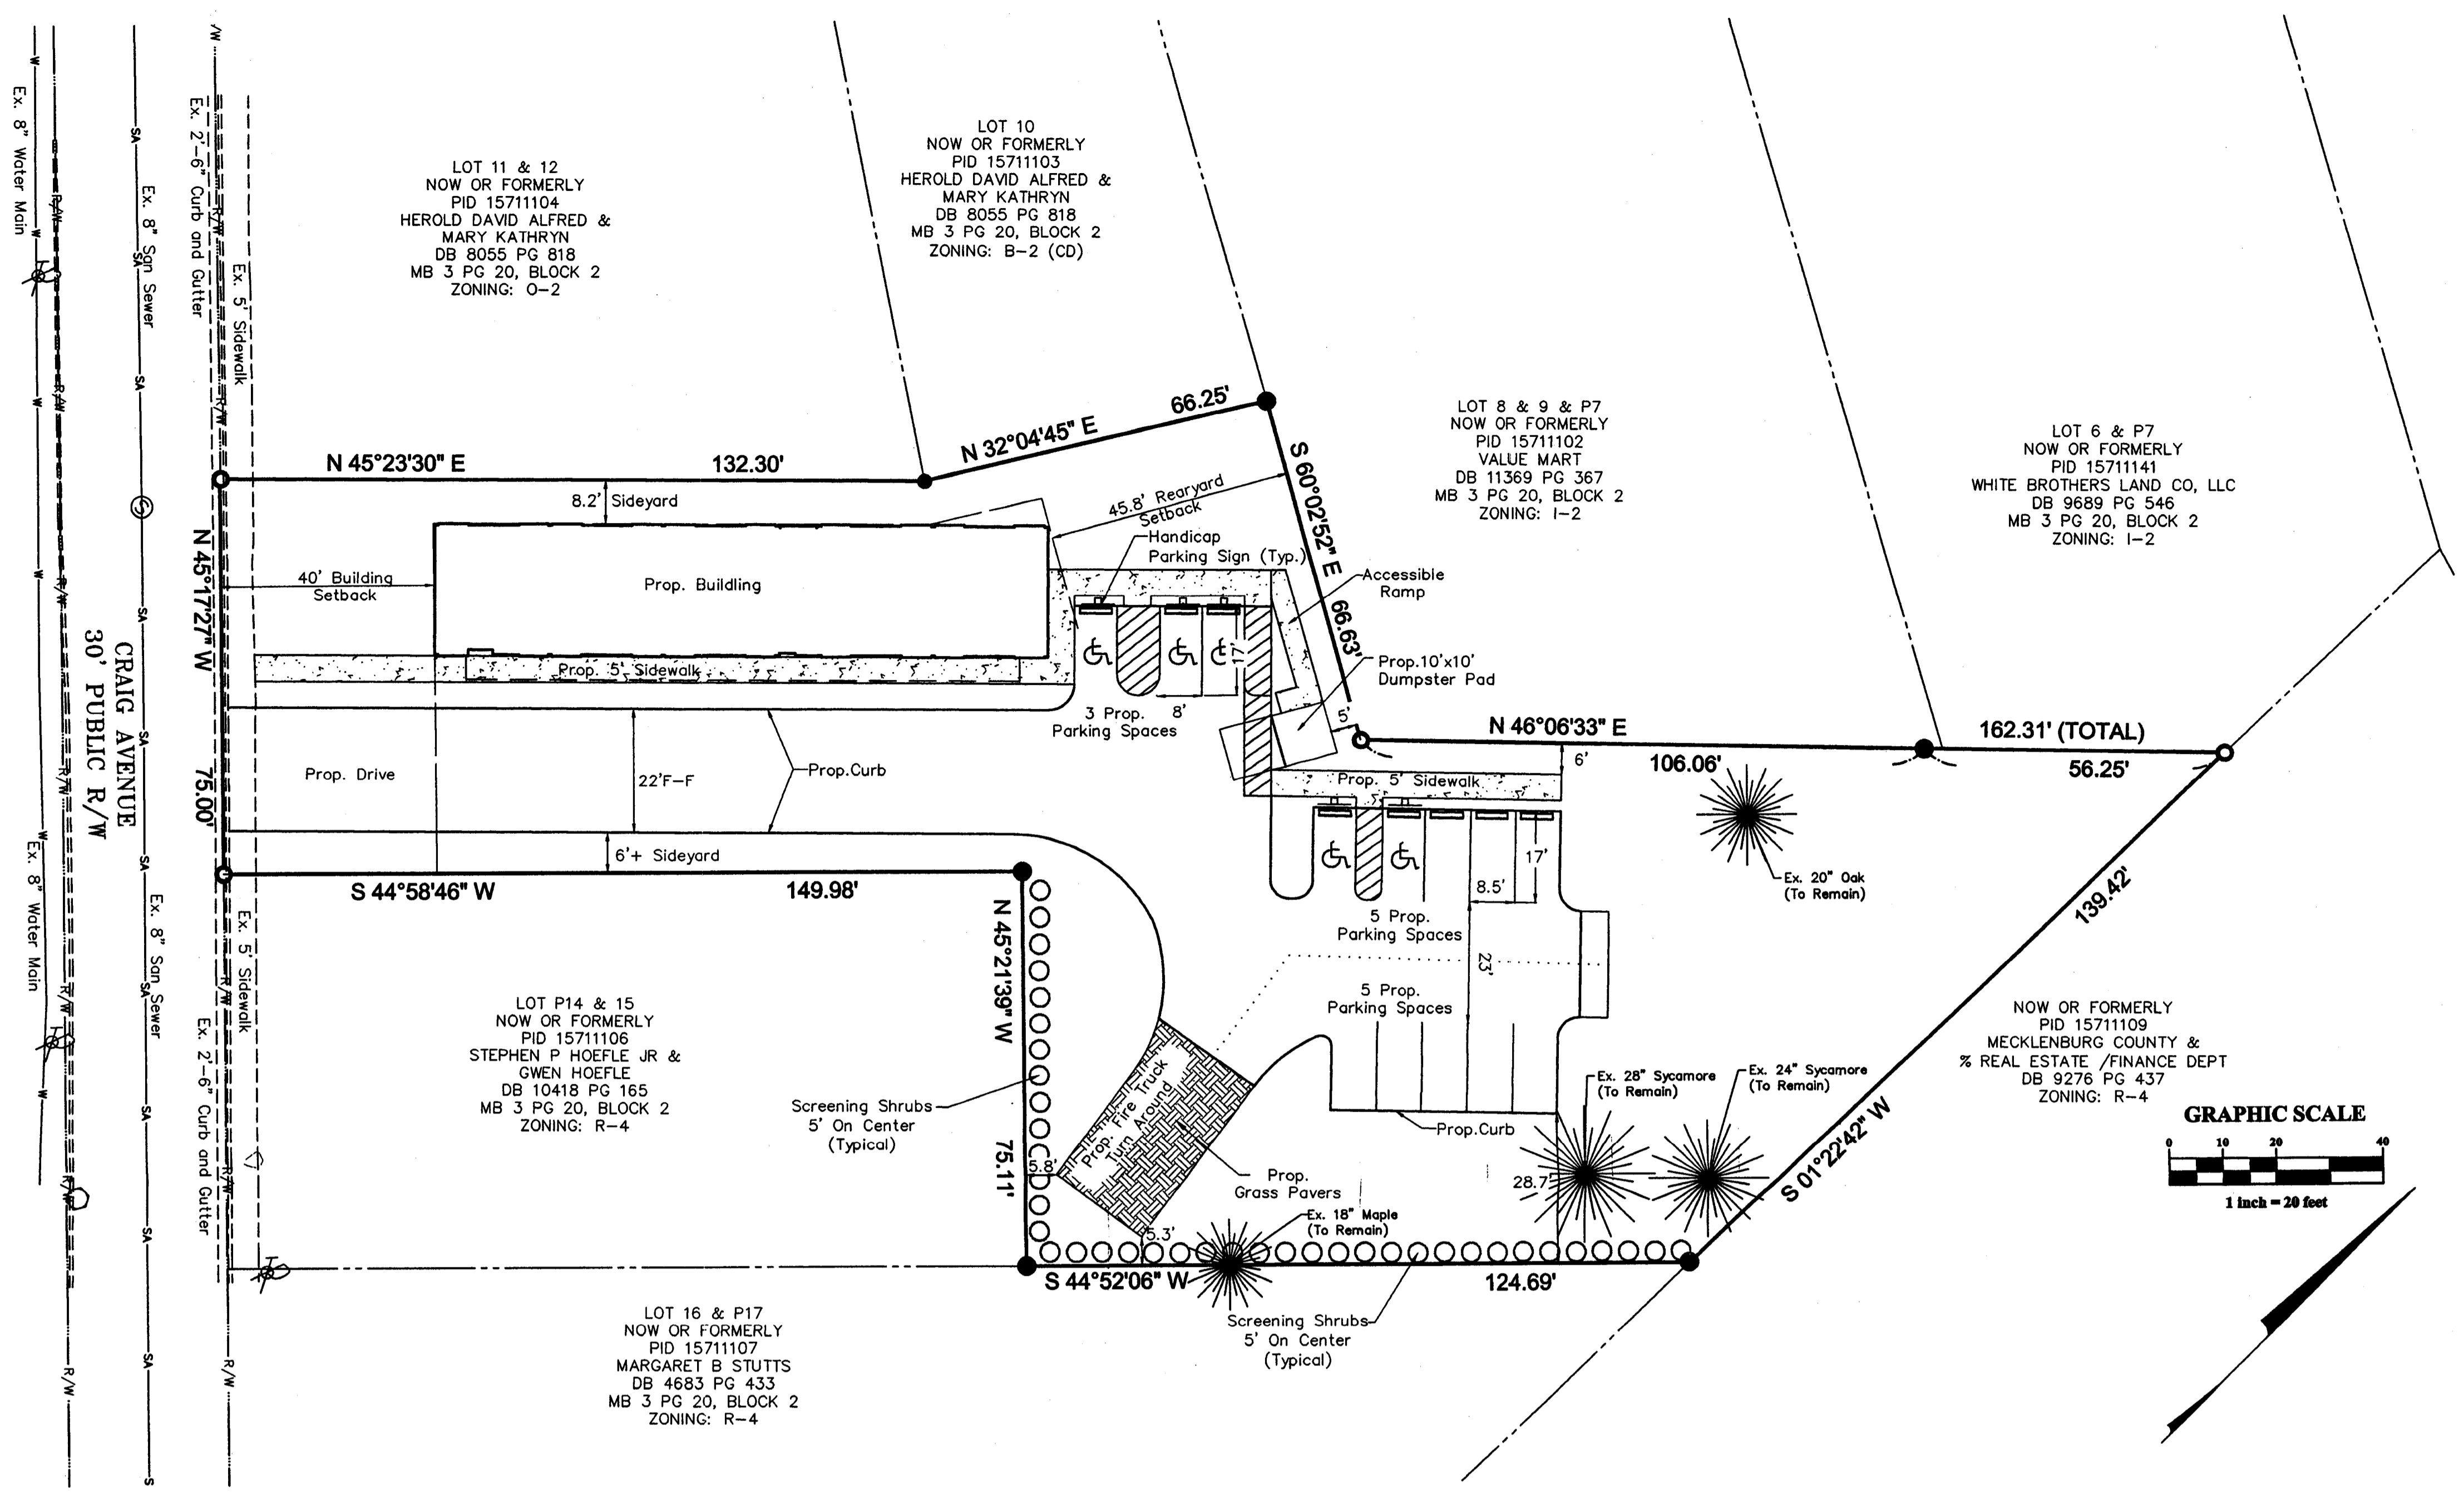 Ex. 8" Water Main
Ex. 8" San Sewer
Ex. 2'-6" Curb and Gutter
Ex. 5' Sidewalk
LOT 11 & 12
NOW OR FORMERLY
PID 15711104
HEROLD DAVID ALFRED &
MARY KATHRYN
DB 8055 PG 818
MB 3 PG 20, BLOCK 2
ZONING: O-2
LOT 10
NOW OR FORMERLY
PID 15711103
HEROLD DAVID ALFRED &
MARY KATHRYN
DB 8055 PG 818
MB 3 PG 20, BLOCK 2
ZONING: B-2 (CD)
LOT 8 & 9 & P7
NOW OR FORMERLY
PID 15711102
VALUE MART
DB 11369 PG 367
MB 3 PG 20, BLOCK 2
ZONING: I-2
LOT 6 & P7
NOW OR FORMERLY
PID 15711141
WHITE BROTHERS LAND CO, LLC
DB 9689 PG 546
MB 3 PG 20, BLOCK 2
ZONING: I-2
N 45°23'30" E 132.30'
N 32°04'45" E 66.25'
S 60°02'52" E 66.63'
8.2' Sideyard
45.8' Rearyard
Setback
Handicap
Parking Sign (Typ.)
Accessible
Ramp
40' Building
Setback
Prop. Buildling
Prop. 5' Sidewalk
N 45°17'27" W 75.00'
CRAIG AVENUE
30' PUBLIC R/W
17'
3 Prop.
Parking Spaces
8'
Prop.10'x10'
Dumpster Pad
5'
N 46°06'33" E
162.31' (TOTAL)
106.06'
56.25'
6'
Prop. Drive
22'F-F
Prop.Curb
Prop. 5' Sidewalk
6'+ Sideyard
S 44°58'46" W 149.98'
17'
8.5'
Ex. 20" Oak
(To Remain)
139.42'
S 01°22'42" W
5 Prop.
Parking Spaces
23'
5 Prop.
Parking Spaces
N 45°21'39" W 75.11'
Ex. 8" Water Main
Ex. 8" San Sewer
Ex. 2'-6" Curb and Gutter
Ex. 5' Sidewalk
LOT P14 & 15
NOW OR FORMERLY
PID 15711106
STEPHEN P HOEFLE JR &
GWEN HOEFLE
DB 10418 PG 165
MB 3 PG 20, BLOCK 2
ZONING: R-4
Screening Shrubs
5' On Center
(Typical)
Prop. Fire Truck
Turn Around
5.8'
5.3'
Prop.
Grass Pavers
Prop.Curb
Ex. 28" Sycamore
(To Remain)
Ex. 24" Sycamore
(To Remain)
28.7'
Ex. 18" Maple
(To Remain)
NOW OR FORMERLY
PID 15711109
MECKLENBURG COUNTY &
% REAL ESTATE /FINANCE DEPT
DB 9276 PG 437
ZONING: R-4
GRAPHIC SCALE
0 10 20 40
1 inch = 20 feet
S 44°52'06" W 124.69'
Screening Shrubs
5' On Center
(Typical)
LOT 16 & P17
NOW OR FORMERLY
PID 15711107
MARGARET B STUTTS
DB 4683 PG 433
MB 3 PG 20, BLOCK 2
ZONING: R-4